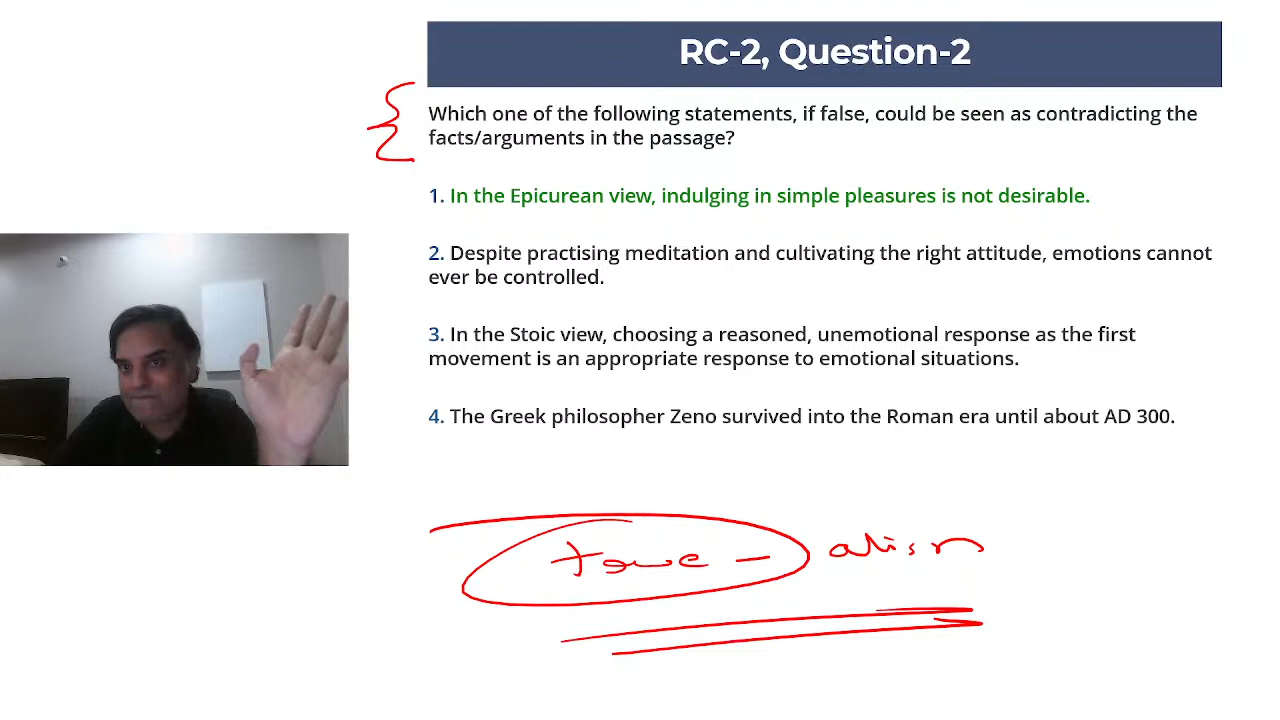 RC-2, Question-2
Which one of the following statements, if false, could be seen as contradicting the
facts/arguments in the passage?
1. In the Epicurean view, indulging in simple pleasures is not desirable.
2. Despite practising meditation and cultivating the right attitude, emotions cannot
ever be controlled.
3. In the Stoic view, choosing a reasoned, unemotional response as the first
movement is an appropriate response to emotional situations.
4. The Greek philosopher Zeno survived into the Roman era until about AD 300.